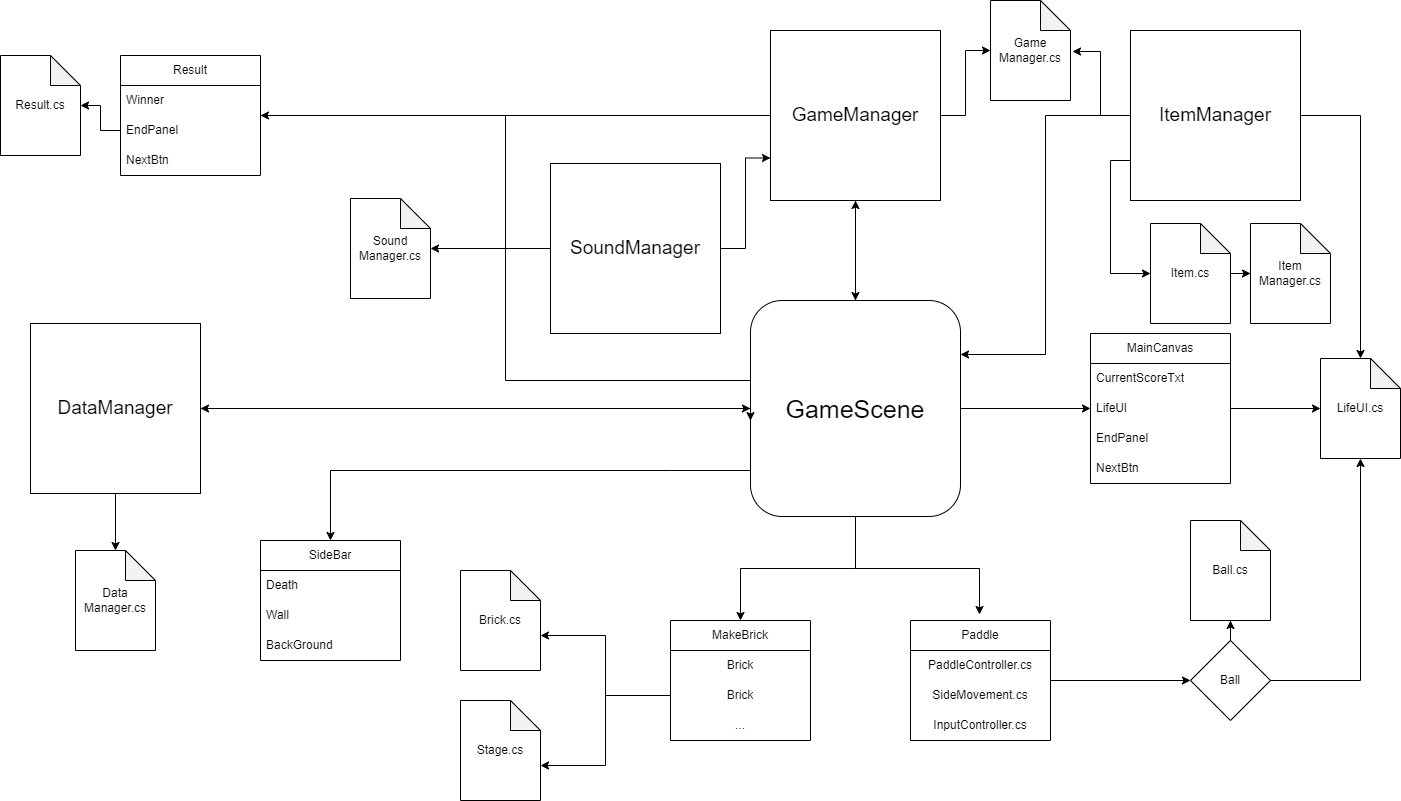 Game
Manager.cs
Result
Result.cs
Winner
EndPanel
NextBtn
GameManager
ItemManager
Sound
Manager.cs
SoundManager
Item.cs
Item
Manager.cs
DataManager
GameScene
MainCanvas
CurrentScoreTxt
LifeUI
EndPanel
NextBtn
LifeUI.cs
Data
Manager.cs
SideBar
Death
Wall
BackGround
Brick.cs
Stage.cs
MakeBrick
Brick
Brick
...
Paddle
PaddleController.cs
SideMovement.cs
InputController.cs
Ball.cs
Ball